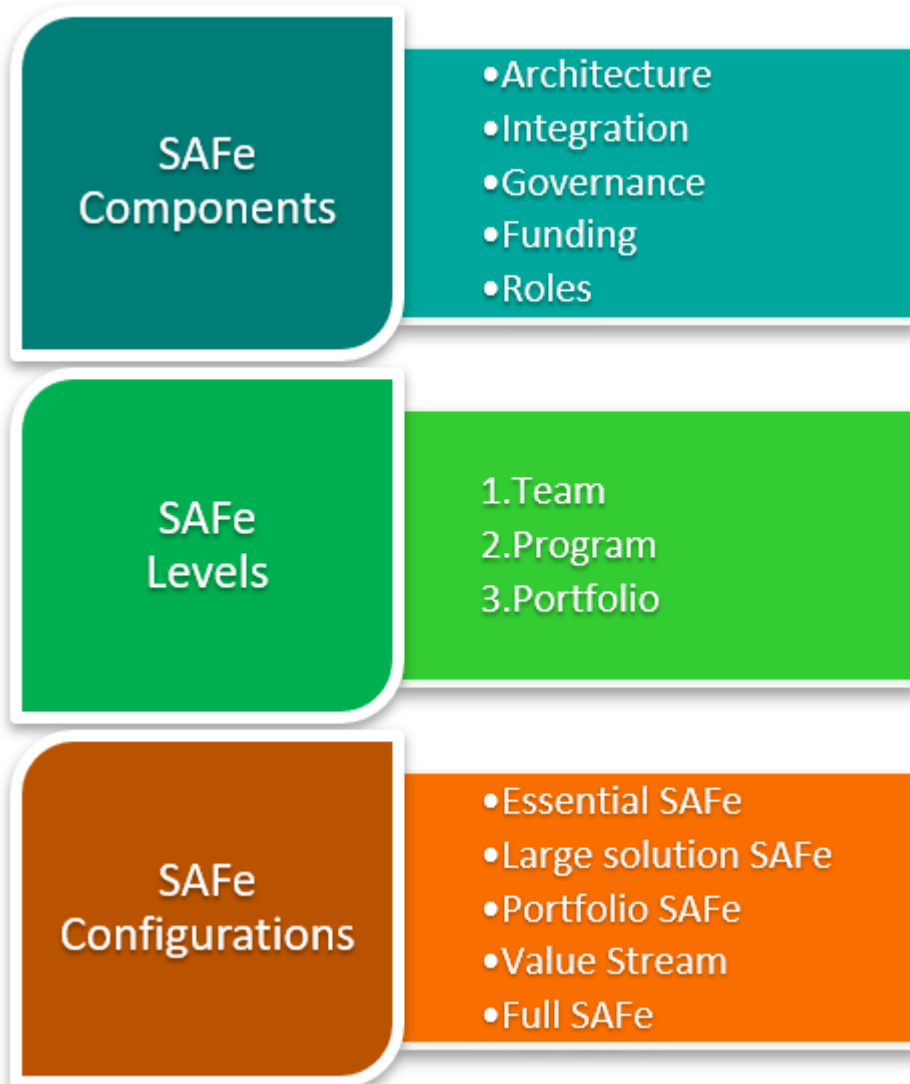 SAFe
Components
•Architecture
•Integration
•Governance
•Funding
•Roles
SAFe
Levels
1.Team
2.Program
3.Portfolio
SAFe
Configurations
•Essential SAFe
•Large solution SAFe
•Portfolio SAFe
•Value Stream
•Full SAFe